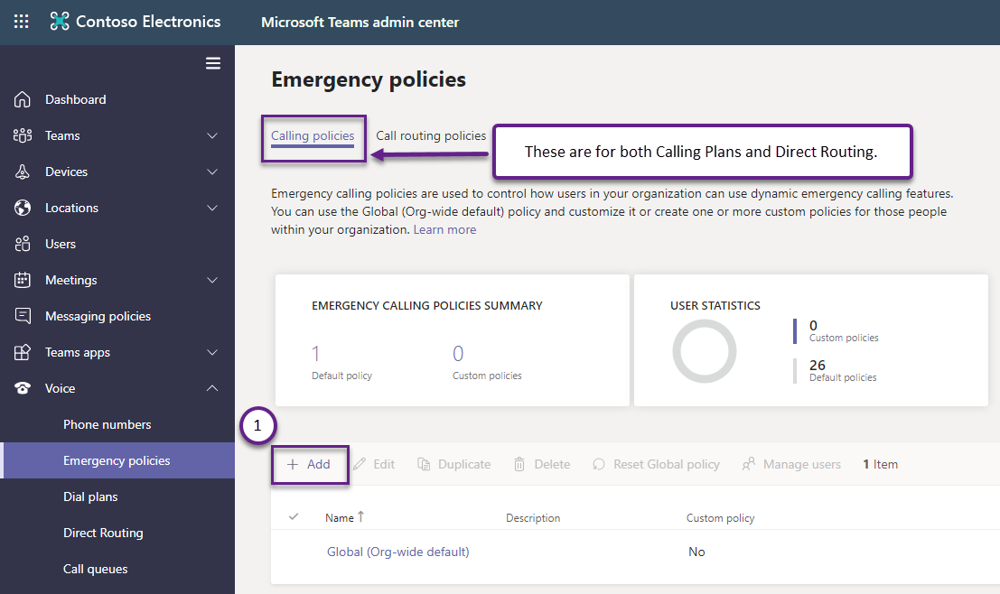 Contoso Electronics
Microsoft Teams admin center
Dashboard
Teams
Devices
Locations
Users
Meetings
Messaging policies
Teams apps
Voice
Phone numbers
Emergency policies
Dial plans
Direct Routing
Call queues
Emergency policies
Calling policies
Call routing policies
These are for both Calling Plans and Direct Routing.
Emergency calling policies are used to control how users in your organization can use dynamic emergency calling features.
You can use the Global (Org-wide default) policy and customize it or create one or more custom policies for those people
within your organization. Learn more
EMERGENCY CALLING POLICIES SUMMARY
1
Default policy
0
Custom policies
USER STATISTICS
0
Custom policies
26
Default policies
1
+ Add
Edit
Duplicate
Delete
Reset Global policy
Manage users
1 Item
Name ↑
Description
Custom policy
Global (Org-wide default)
No